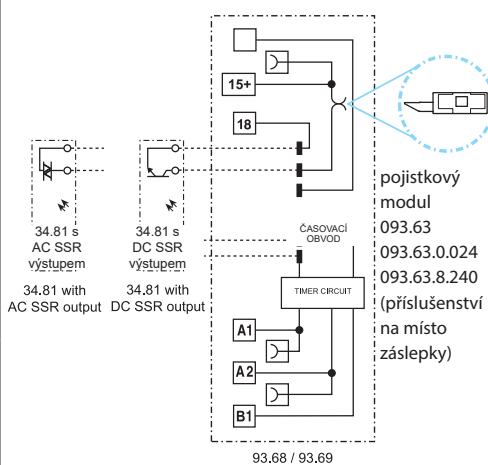 15+
18
34.81 s
AC SSR
výstupem
34.81 with
AC SSR output
34.81 s
DC SSR
výstupem
34.81 with
DC SSR output
ČASOVACÍ
OBVOD
TIMER CIRCUIT
A1
A2
B1
93.68 / 93.69
pojistkový
modul
093.63
093.63.0.024
093.63.8.240
(příslušenství
na místo
záslepky)